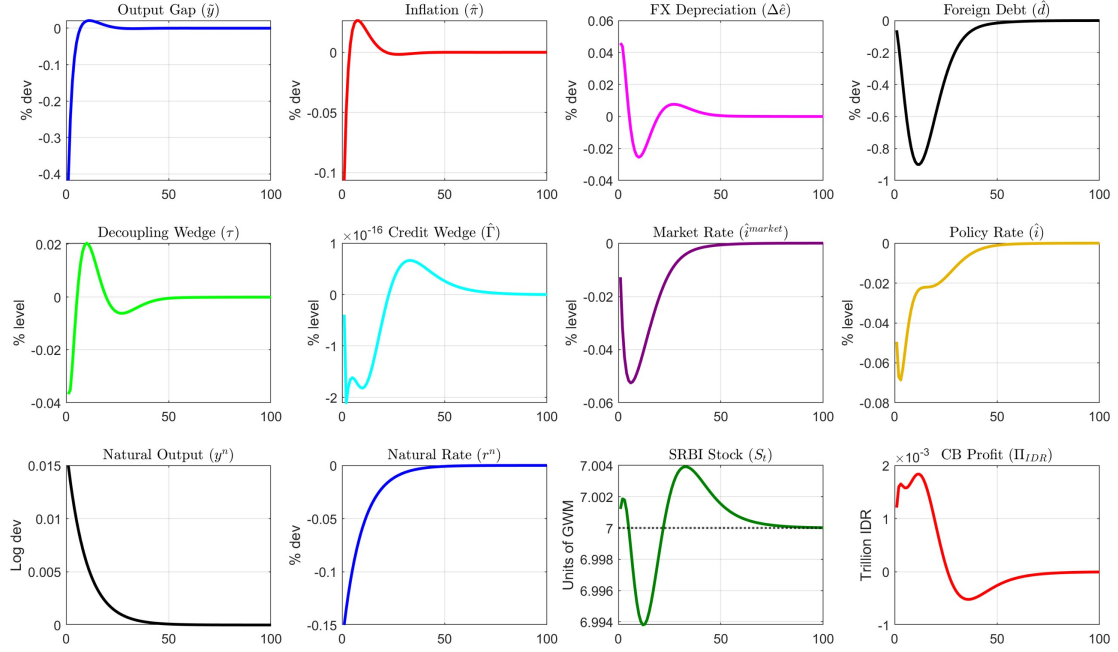 Output Gap (ỹ)
% dev
0
-0.1
-0.2
-0.3
-0.4
0 50 100
Inflation (π̂)
% dev
0
-0.05
-0.1
0 50 100
FX Depreciation (Δê)
% dev
0.06
0.04
0.02
0
-0.02
-0.04
0 50 100
Foreign Debt (d̂)
% dev
0
-0.2
-0.4
-0.6
-0.8
-1
0 50 100
Decoupling Wedge (τ)
% level
0.02
0
-0.02
-0.04
0 50 100
×10⁻¹⁶ Credit Wedge (Γ̂)
% level
1
0
-1
-2
0 50 100
Market Rate (î^market)
% level
0
-0.02
-0.04
-0.06
0 50 100
Policy Rate (î)
% level
0
-0.02
-0.04
-0.06
-0.08
0 50 100
Natural Output (yⁿ)
Log dev
0.015
0.01
0.005
0
0 50 100
Natural Rate (rⁿ)
% dev
0
-0.05
-0.1
-0.15
0 50 100
SRBI Stock (S_t)
Units of GWM
7.004
7.002
7
6.998
6.996
6.994
0 50 100
×10⁻³ CB Profit (Π_IDR)
Trillion IDR
2
1
0
-1
0 50 100